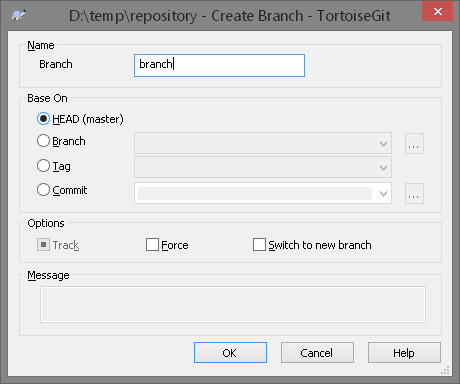 D:\temp\repository - Create Branch - TortoiseGit
Name
Branch
branch
Base On
HEAD (master)
Branch
...
Tag
Commit
...
Options
Track
Force
Switch to new branch
Message
OK
Cancel
Help